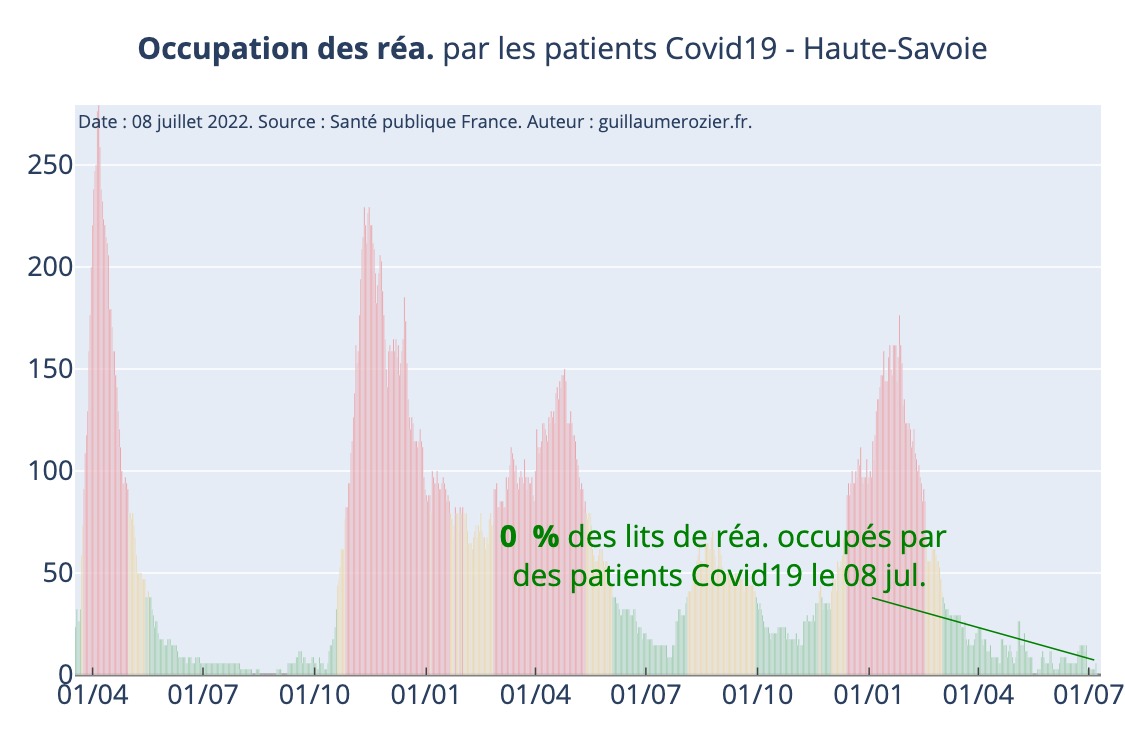 Occupation des réa. par les patients Covid19 - Haute-Savoie
Date : 08 juillet 2022. Source : Santé publique France. Auteur : guillaumerozier.fr.
250
200
150
100
50
0
0 % des lits de réa. occupés par
des patients Covid19 le 08 jul.
01/04 01/07 01/10 01/01 01/04 01/07 01/10 01/01 01/04 01/07